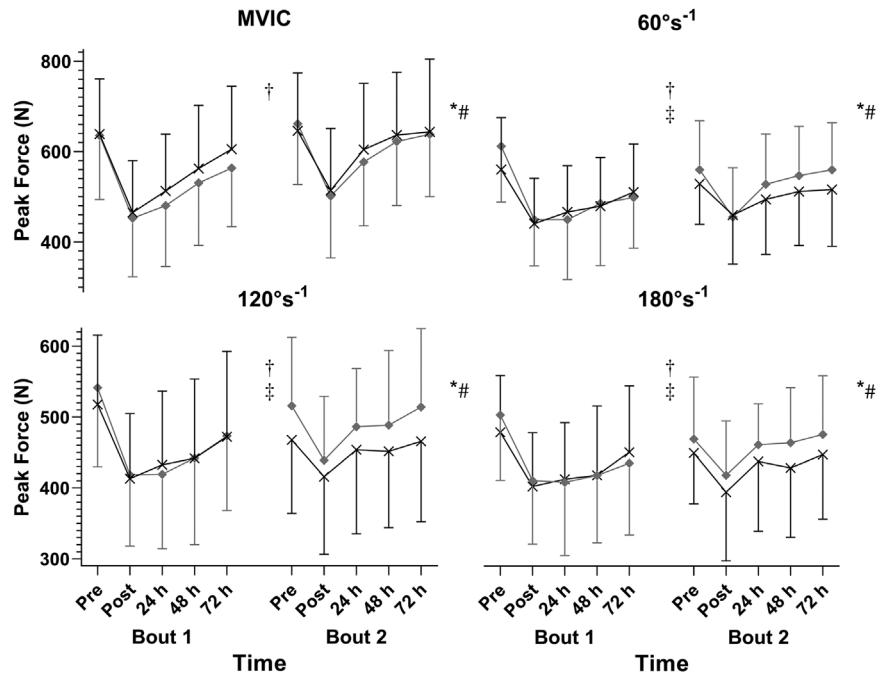 MVIC
60°s-1
Peak Force (N)
800
600
400
†
*#
†
‡
*#
120°s-1
180°s-1
Peak Force (N)
600
500
400
300
†
‡
*#
†
‡
*#
Pre Post 24 h 48 h 72 h Pre Post 24 h 48 h 72 h
Pre Post 24 h 48 h 72 h Pre Post 24 h 48 h 72 h
Bout 1 Bout 2
Bout 1 Bout 2
Time
Time